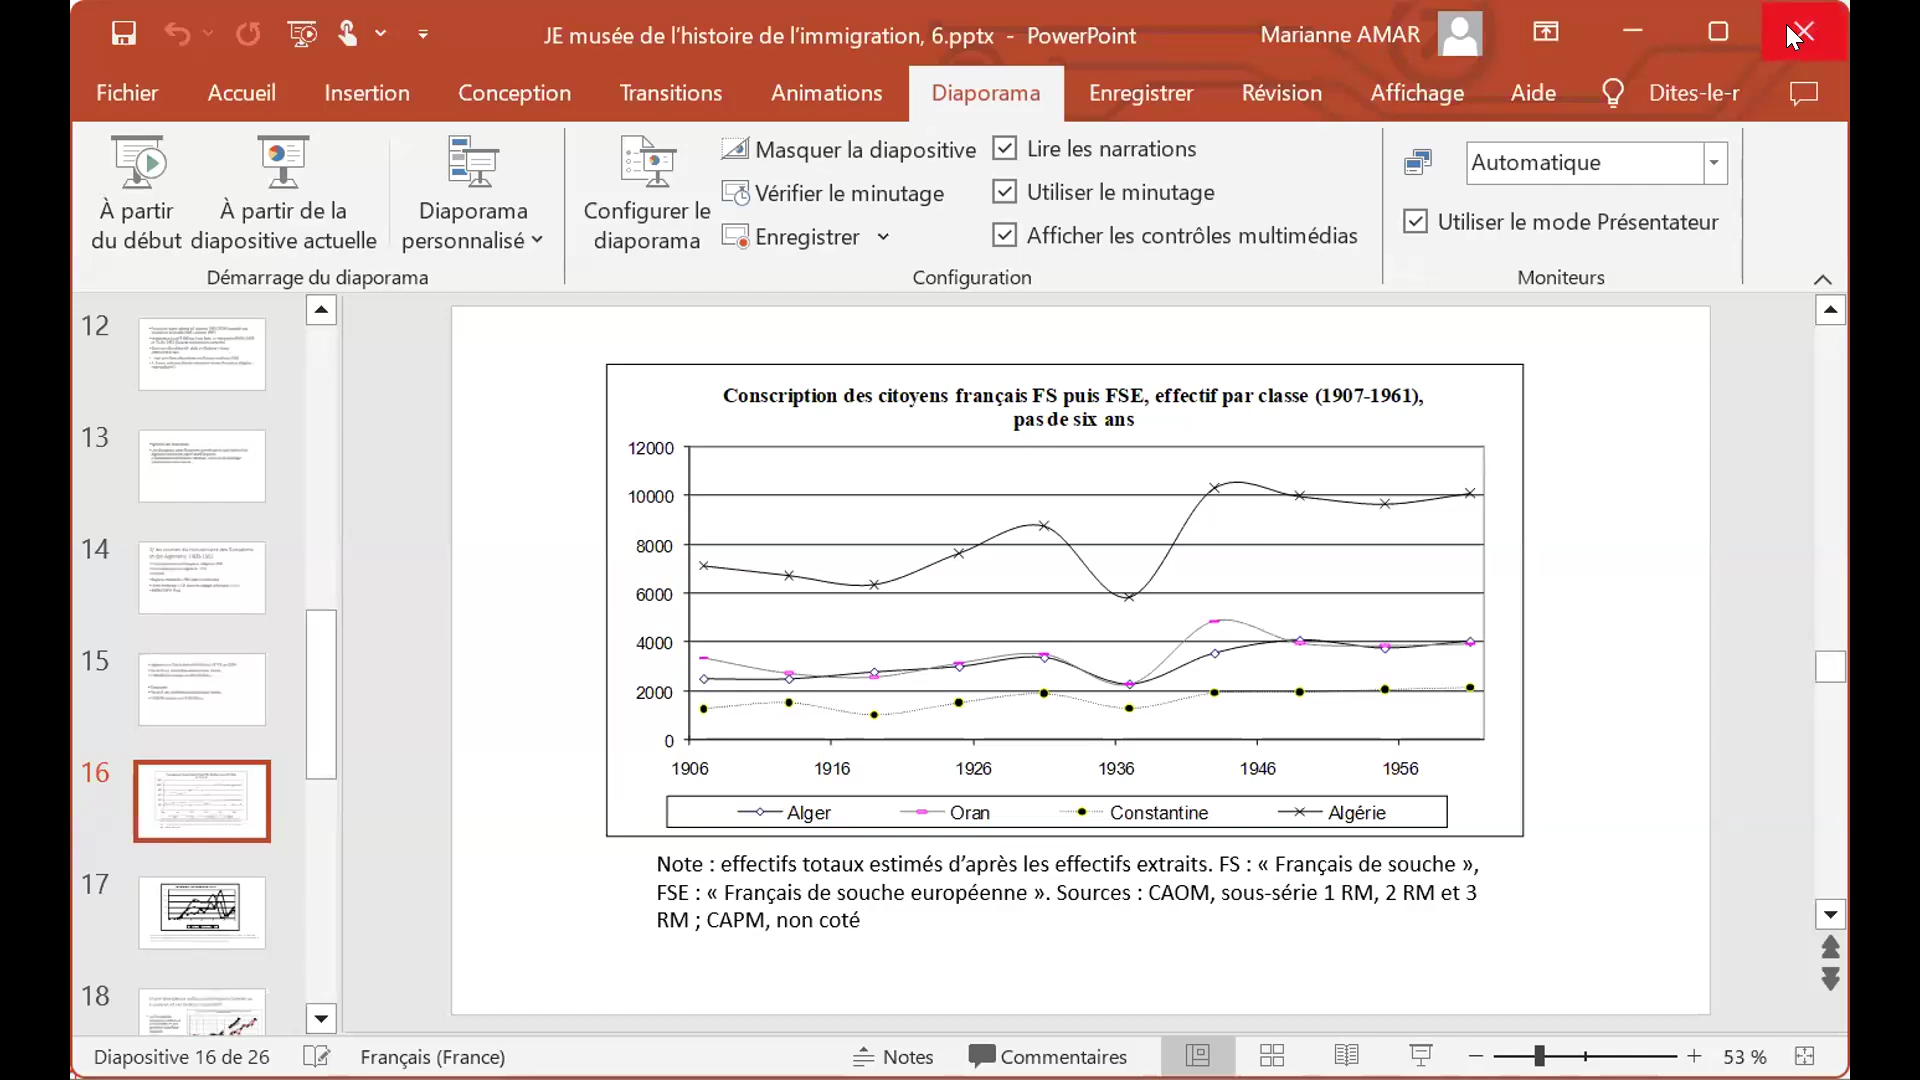 JE musée de l’histoire de l’immigration, 6.pptx - PowerPoint
Marianne AMAR
Fichier Accueil Insertion Conception Transitions Animations Diaporama Enregistrer Révision Affichage Aide Dites-le-r
À partir du début
À partir de la diapositive actuelle
Diaporama personnalisé
Démarrage du diaporama
Configurer le diaporama
Masquer la diapositive
Vérifier le minutage
Enregistrer
Lire les narrations
Utiliser le minutage
Afficher les contrôles multimédias
Configuration
Automatique
Utiliser le mode Présentateur
Moniteurs
12
13
14
15
16
17
18
Conscription des citoyens français FS puis FSE, effectif par classe (1907-1961),
pas de six ans
12000
10000
8000
6000
4000
2000
0
1906 1916 1926 1936 1946 1956
Alger Oran Constantine Algérie
Note : effectifs totaux estimés d’après les effectifs extraits. FS : « Français de souche »,
FSE : « Français de souche européenne ». Sources : CAOM, sous-série 1 RM, 2 RM et 3
RM ; CAPM, non coté
Diapositive 16 de 26 Français (France) Notes Commentaires 53 %